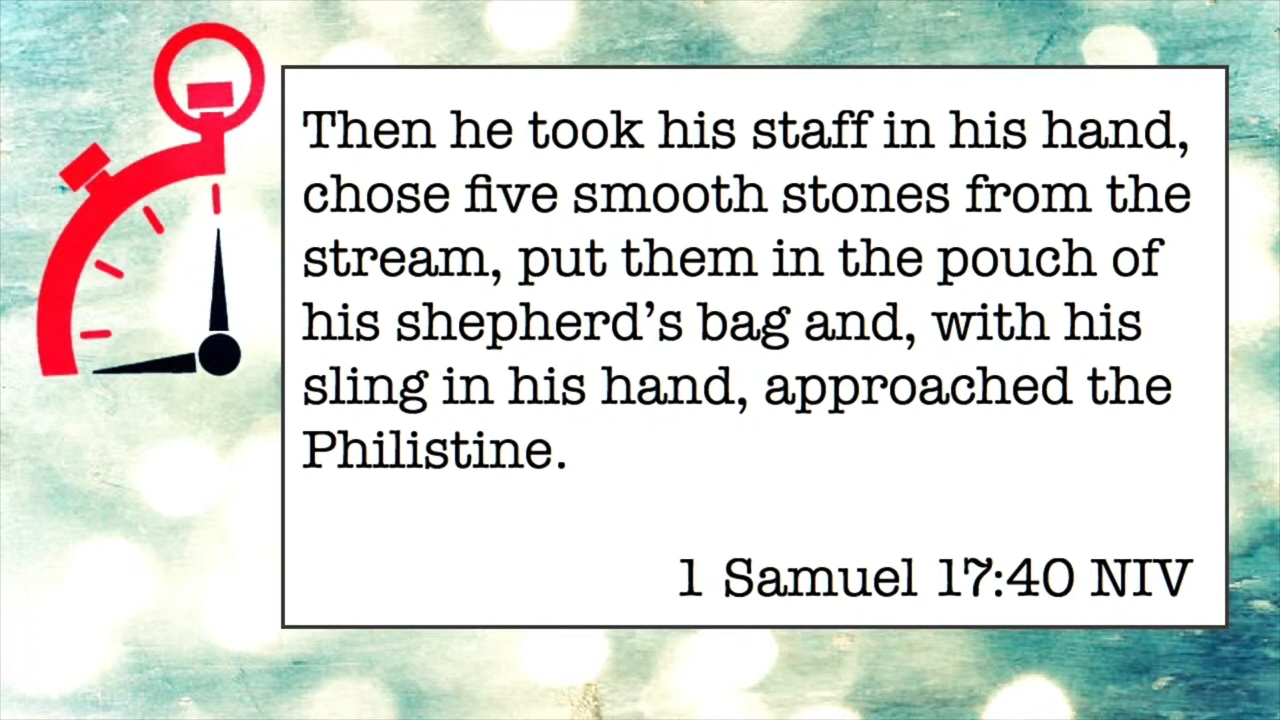 Then he took his staff in his hand,
chose five smooth stones from the
stream, put them in the pouch of
his shepherd’s bag and, with his
sling in his hand, approached the
Philistine.
1 Samuel 17:40 NIV